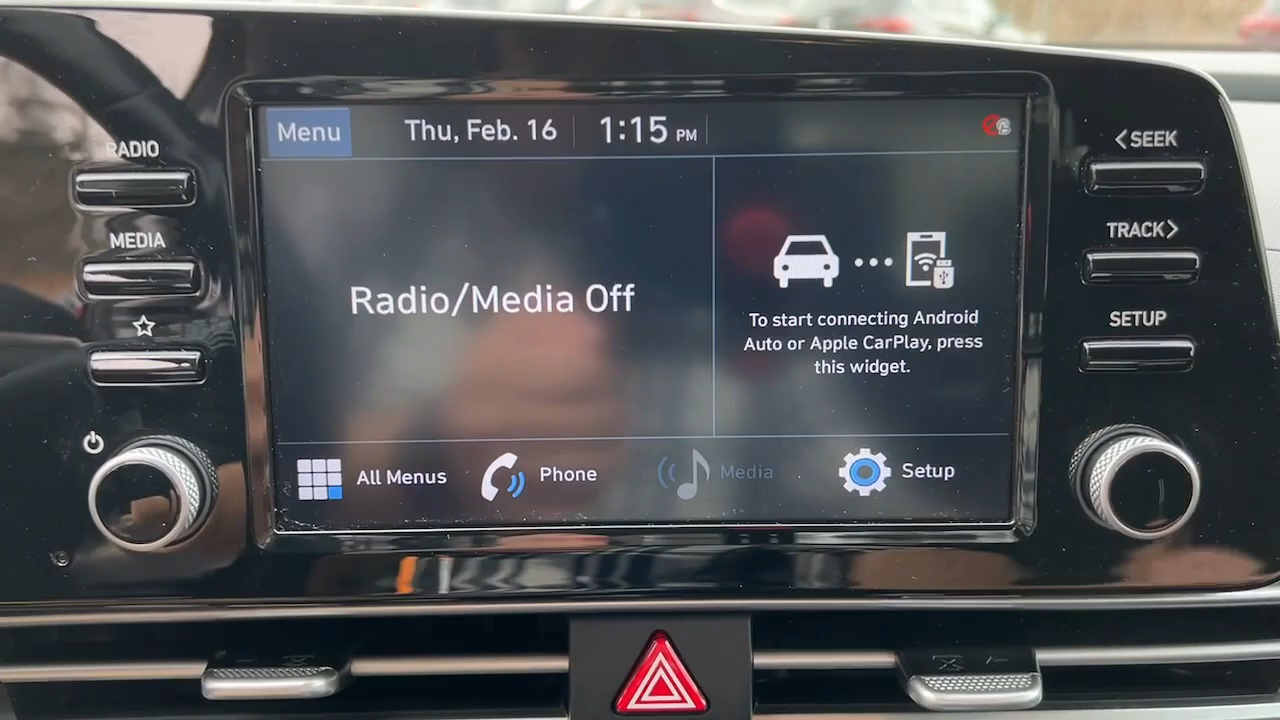 Menu
Thu, Feb. 16
1:15 PM
RADIO
MEDIA
<SEEK
TRACK>
SETUP
Radio/Media Off
To start connecting Android
Auto or Apple CarPlay, press
this widget.
All Menus
Phone
Media
Setup